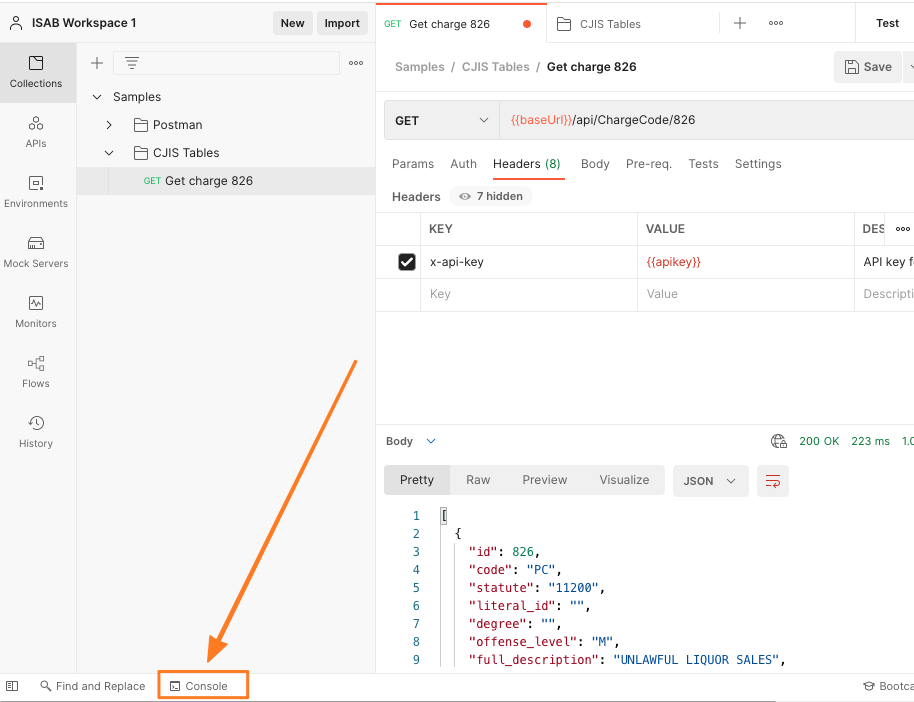 ISAB Workspace 1
New
Import
GET Get charge 826
CJIS Tables
Test
Collections
APIs
Environments
Mock Servers
Monitors
Flows
History
Samples
Postman
CJIS Tables
GET Get charge 826
Samples / CJIS Tables / Get charge 826
Save
GET
{{baseUrl}}/api/ChargeCode/826
Params Auth Headers (8) Body Pre-req. Tests Settings
Headers 7 hidden
KEY VALUE DES
x-api-key {{apikey}} API key f
Key Value Descripti
Body
200 OK 223 ms 1.0
Pretty Raw Preview Visualize JSON
1 [
2 {
3 "id": 826,
4 "code": "PC",
5 "statute": "11200",
6 "literal_id": "",
7 "degree": "",
8 "offense_level": "M",
9 "full_description": "UNLAWFUL LIQUOR SALES",
Find and Replace
Console
Bootca